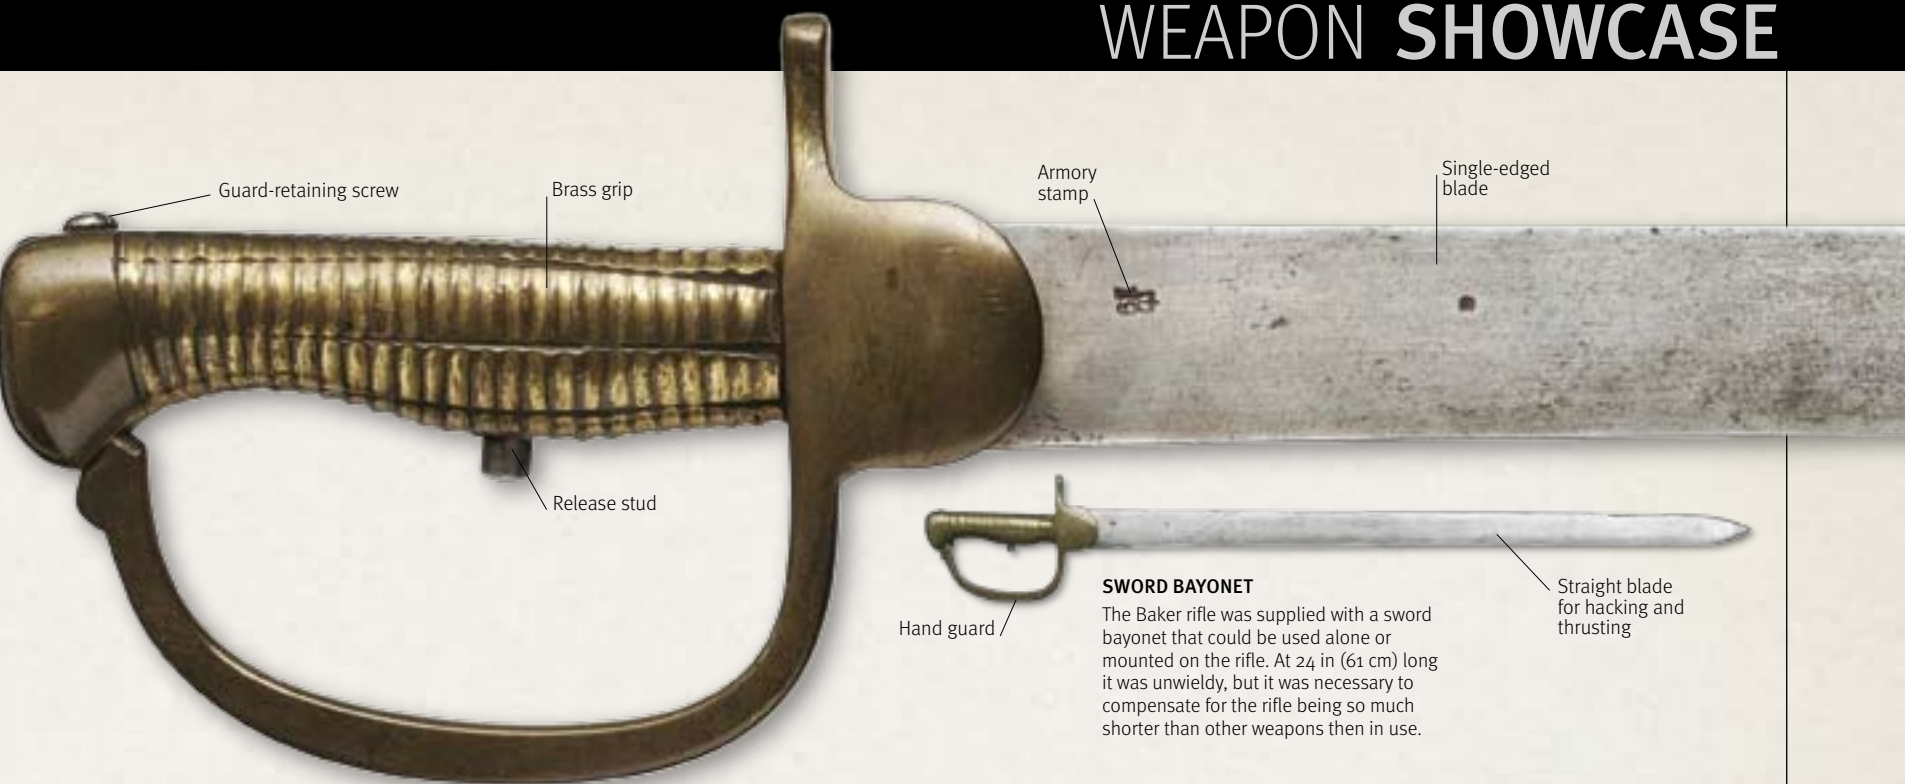 WEAPON SHOWCASE
Guard-retaining screw
Brass grip
Armory
stamp
Single-edged
blade
Release stud
Hand guard
SWORD BAYONET
The Baker rifle was supplied with a sword
bayonet that could be used alone or
mounted on the rifle. At 24 in (61 cm) long
it was unwieldy, but it was necessary to
compensate for the rifle being so much
shorter than other weapons then in use.
Straight blade
for hacking and
thrusting